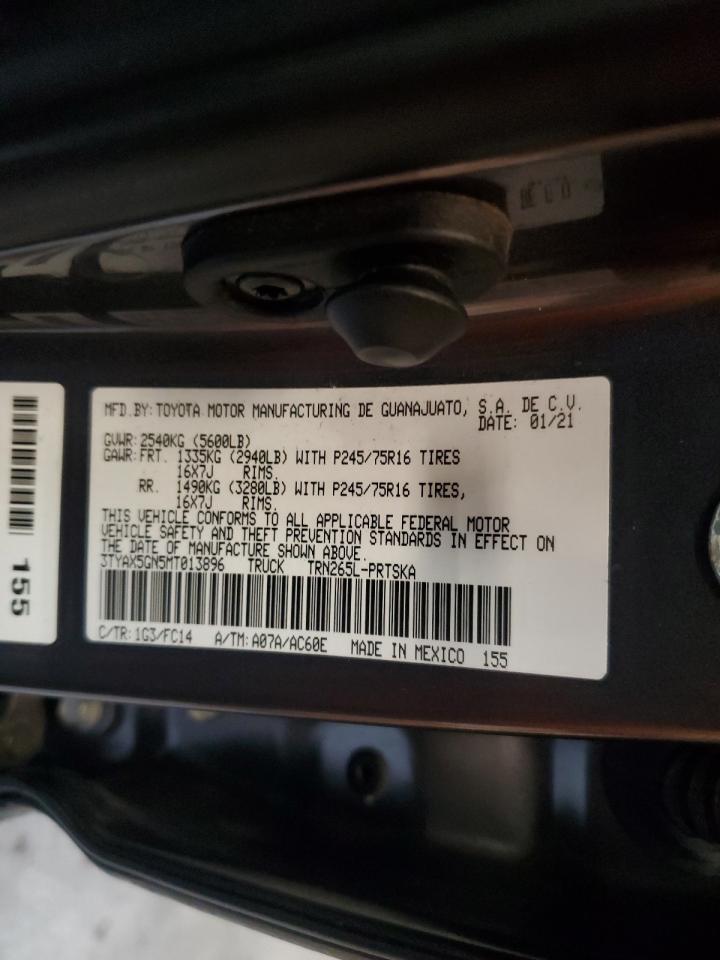 MFD.BY:TOYOTA MOTOR MANUFACTURING DE GUANAJUATO, S.A. DE C.V.
DATE: 01/21
GVWR:2540KG (5600LB)
GAWR:FRT. 1335KG (2940LB) WITH P245/75R16 TIRES
16X7J RIMS.
RR. 1490KG (3280LB) WITH P245/75R16 TIRES,
16X7J RIMS.
THIS VEHICLE CONFORMS TO ALL APPLICABLE FEDERAL MOTOR
VEHICLE SAFETY AND THEFT PREVENTION STANDARDS IN EFFECT ON
THE DATE OF MANUFACTURE SHOWN ABOVE.
3TYAX5GN5MT013896 TRUCK TRN265L-PRTSKA
C/TR:1G3/FC14 A/TM:A07A/AC60E MADE IN MEXICO 155
155